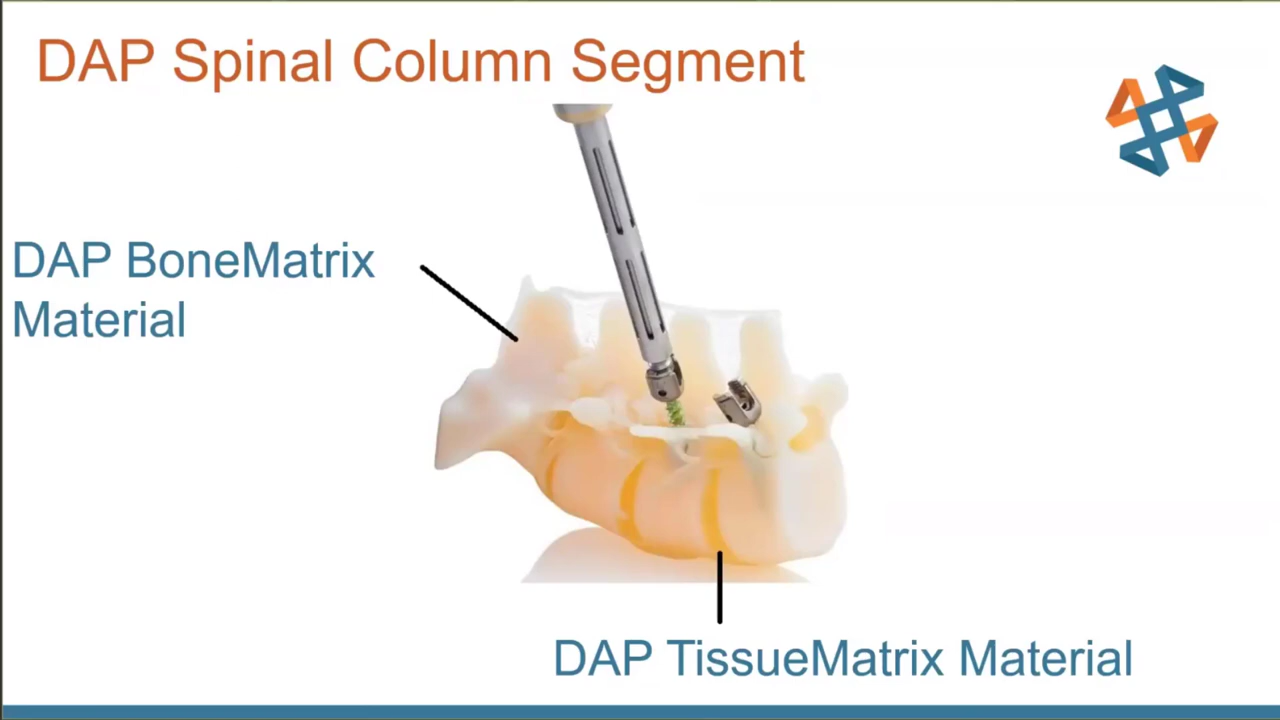 DAP Spinal Column Segment
DAP BoneMatrix
Material
DAP TissueMatrix Material